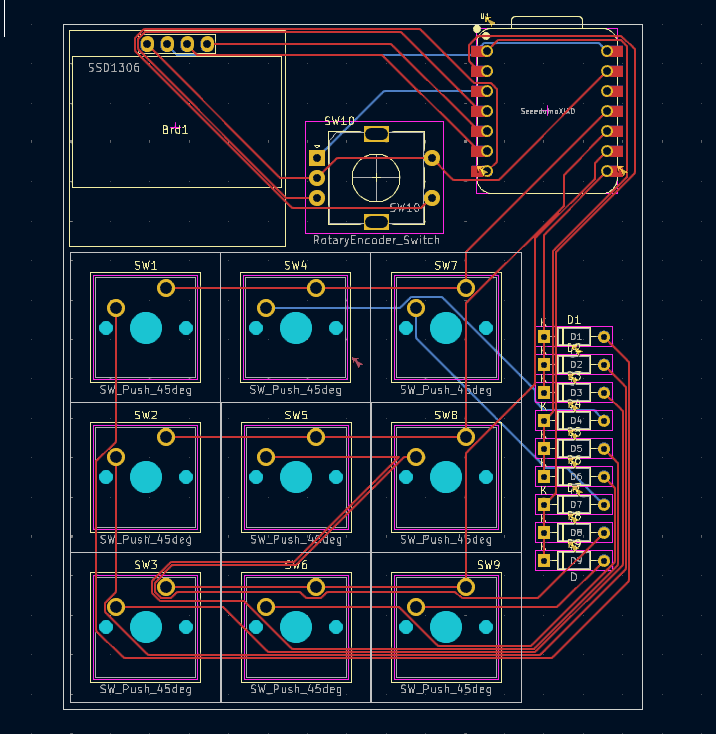 SSD1306
Brd1
SW10
SeeeduinoXIAO
SW10
RotaryEncoder_Switch
SW1
SW4
SW7
SW_Push_45deg
SW_Push_45deg
SW_Push_45deg
K
D1
D1
D2
D3
D4
D5
D6
D7
D8
D9
D
SW2
SW5
SW8
SW_Push_45deg
SW_Push_45deg
SW_Push_45deg
SW3
SW6
SW9
SW_Push_45deg
SW_Push_45deg
SW_Push_45deg